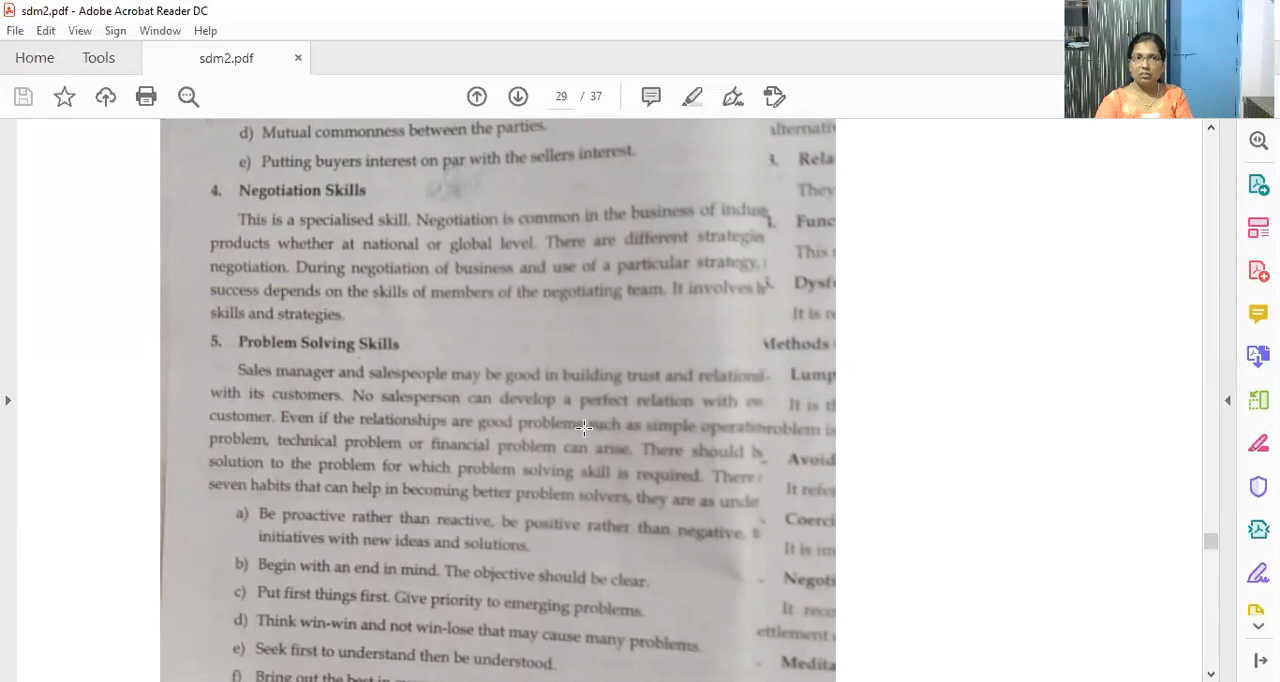 sdm2.pdf - Adobe Acrobat Reader DC
File Edit View Sign Window Help
Home Tools sdm2.pdf ×
29 / 37
d) Mutual commonness between the parties.
e) Putting buyers interest on par with the sellers interest.
4. Negotiation Skills
This is a specialised skill. Negotiation is common in the business of indus
products whether at national or global level. There are different strategies
negotiation. During negotiation of business and use of a particular strategy,
success depends on the skills of members of the negotiating team. It involves
skills and strategies.
5. Problem Solving Skills
Sales manager and salespeople may be good in building trust and relations
with its customers. No salesperson can develop a perfect relation with
customer. Even if the relationships are good problems such as simple operatio
problem, technical problem or financial problem can arise. There should b
solution to the problem for which problem solving skill is required. There
seven habits that can help in becoming better problem solvers, they are as unde
a) Be proactive rather than reactive, be positive rather than negative,
initiatives with new ideas and solutions.
b) Begin with an end in mind. The objective should be clear.
c) Put first things first. Give priority to emerging problems.
d) Think win-win and not win-lose that may cause many problems.
e) Seek first to understand then be understood.
f) Bring out the best in
alternati
3. Rela
They
Func
This
Dysf
It is
Methods
Lump
It is t
roblem is
Avoid
It refe
Coerci
It is im
Negoti
It reco
ettlement
Medita